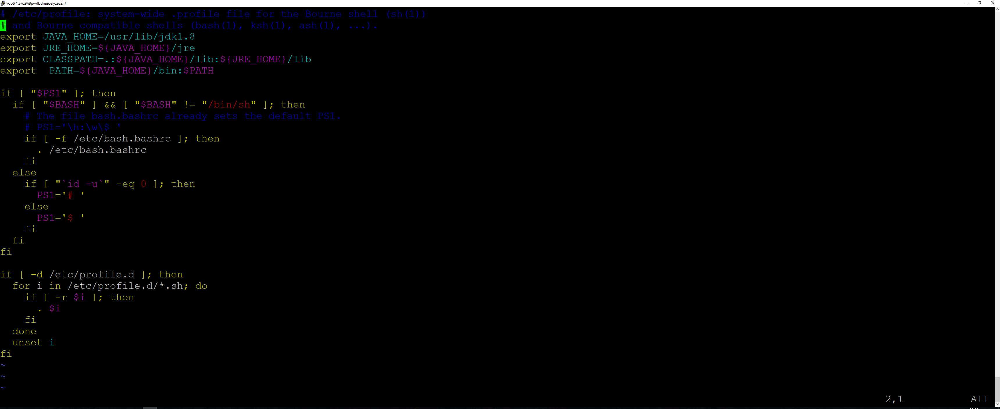 root@iZwz9h8pwrlbdmuoelyzecZ: /
# /etc/profile: system-wide .profile file for the Bourne shell (sh(1))
# and Bourne compatible shells (bash(1), ksh(1), ash(1), ...).
export JAVA_HOME=/usr/lib/jdk1.8
export JRE_HOME=${JAVA_HOME}/jre
export CLASSPATH=.:${JAVA_HOME}/lib:${JRE_HOME}/lib
export  PATH=${JAVA_HOME}/bin:$PATH

if [ "$PS1" ]; then
  if [ "$BASH" ] && [ "$BASH" != "/bin/sh" ]; then
    # The file bash.bashrc already sets the default PS1.
    # PS1='\h:\w\$ '
    if [ -f /etc/bash.bashrc ]; then
      . /etc/bash.bashrc
    fi
  else
    if [ "`id -u`" -eq 0 ]; then
      PS1='# '
    else
      PS1='$ '
    fi
  fi
fi

if [ -d /etc/profile.d ]; then
  for i in /etc/profile.d/*.sh; do
    if [ -r $i ]; then
      . $i
    fi
  done
  unset i
fi
~
~
~
2,1 All